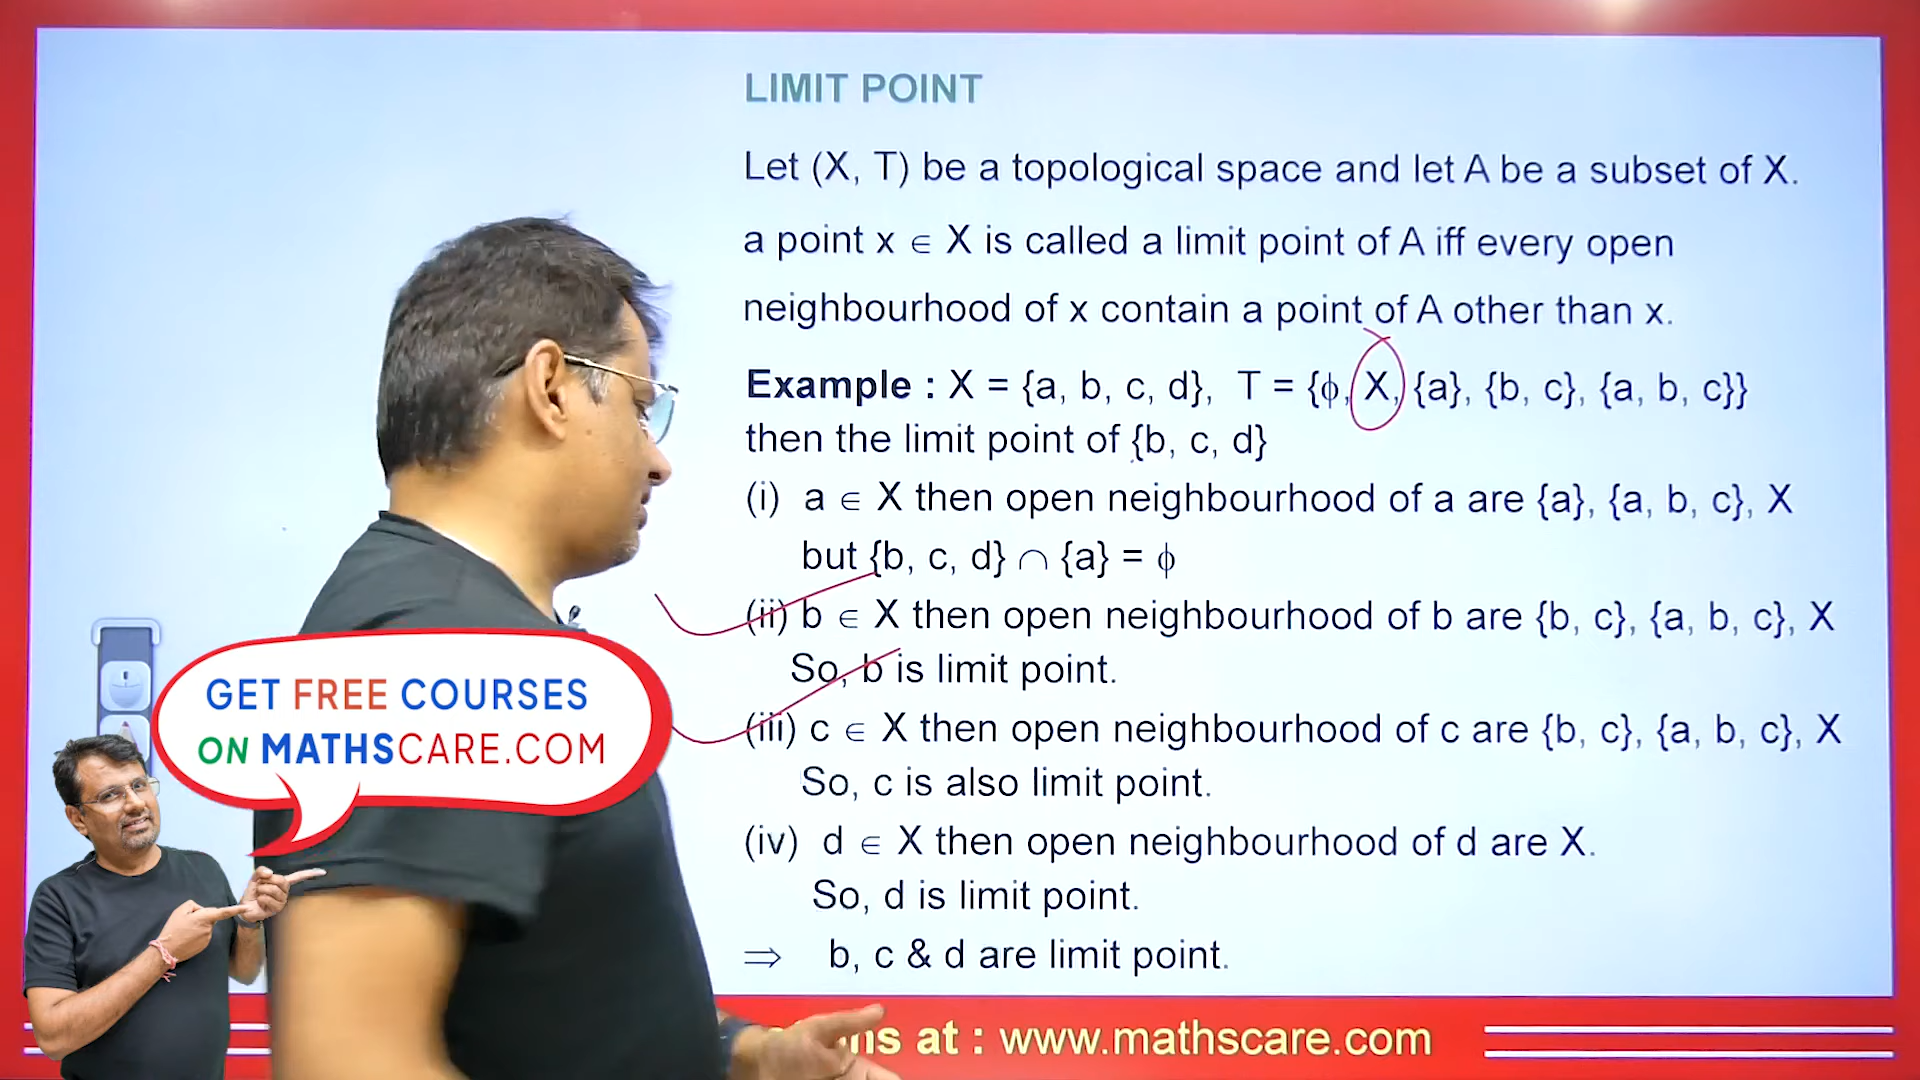 LIMIT POINT
Let (X, T) be a topological space and let A be a subset of X.
a point x ∈ X is called a limit point of A iff every open
neighbourhood of x contain a point of A other than x.
Example : X = {a, b, c, d}, T = {ϕ, X, {a}, {b, c}, {a, b, c}}
then the limit point of {b, c, d}
(i) a ∈ X then open neighbourhood of a are {a}, {a, b, c}, X
but {b, c, d} ∩ {a} = ϕ
(ii) b ∈ X then open neighbourhood of b are {b, c}, {a, b, c}, X
So, b is limit point.
(iii) c ∈ X then open neighbourhood of c are {b, c}, {a, b, c}, X
So, c is also limit point.
(iv) d ∈ X then open neighbourhood of d are X.
So, d is limit point.
⇒ b, c & d are limit point.
GET FREE COURSES
ON MATHSCARE.COM
at : www.mathscare.com